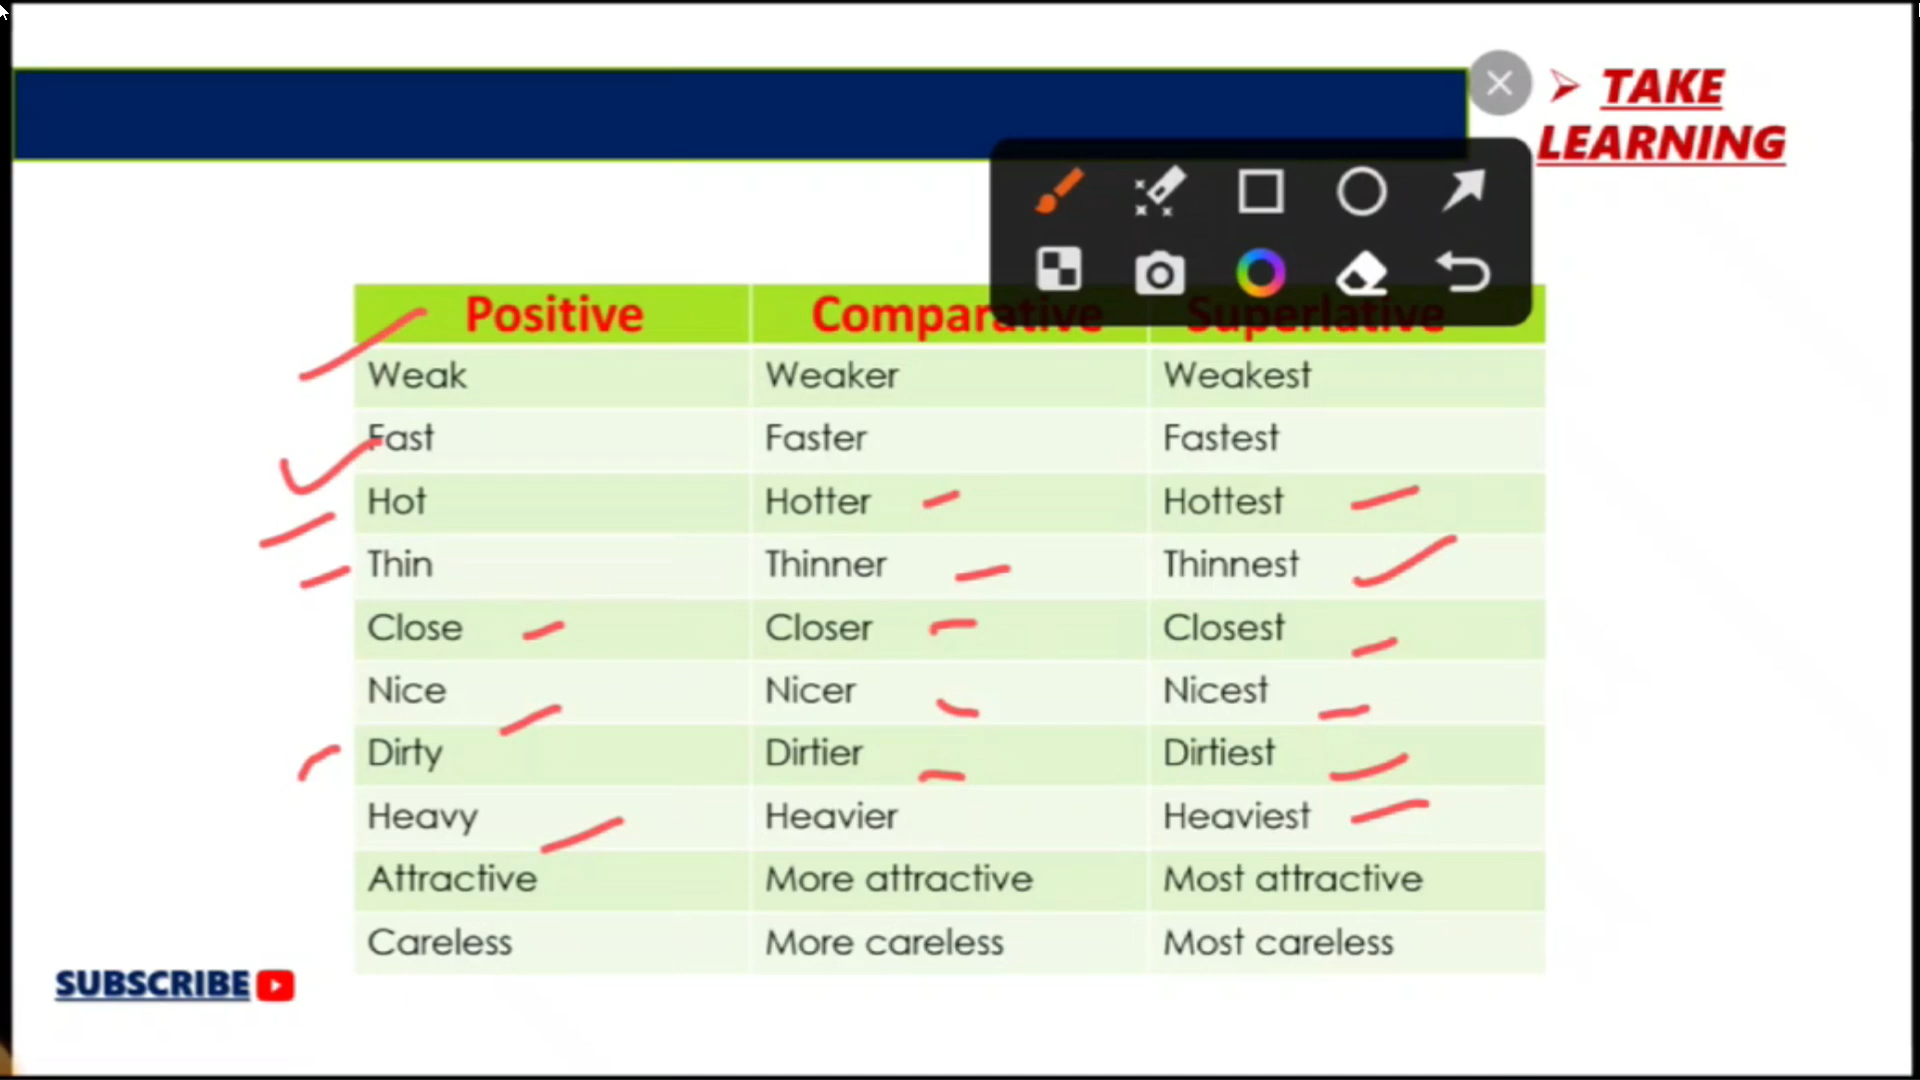 TAKE
LEARNING
Positive Comparative Superlative
Weak Weaker Weakest
Fast Faster Fastest
Hot Hotter Hottest
Thin Thinner Thinnest
Close Closer Closest
Nice Nicer Nicest
Dirty Dirtier Dirtiest
Heavy Heavier Heaviest
Attractive More attractive Most attractive
Careless More careless Most careless
SUBSCRIBE